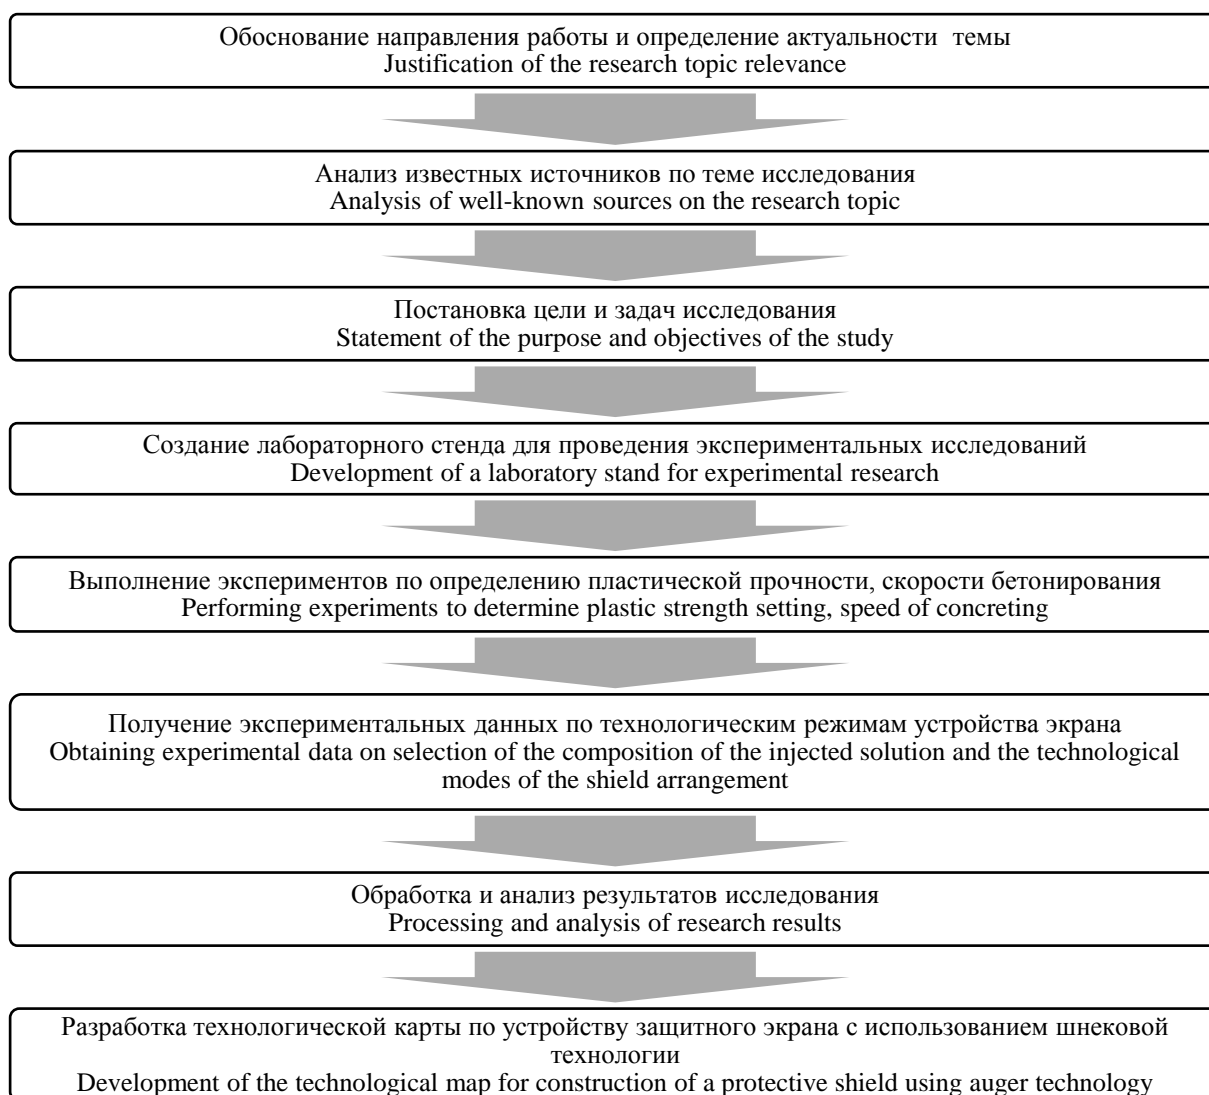 Обоснование направления работы и определение актуальности темы
Justification of the research topic relevance
Анализ известных источников по теме исследования
Analysis of well-known sources on the research topic
Постановка цели и задач исследования
Statement of the purpose and objectives of the study
Создание лабораторного стенда для проведения экспериментальных исследований
Development of a laboratory stand for experimental research
Выполнение экспериментов по определению пластической прочности, скорости бетонирования
Performing experiments to determine plastic strength setting, speed of concreting
Получение экспериментальных данных по технологическим режимам устройства экрана
Obtaining experimental data on selection of the composition of the injected solution and the technological
modes of the shield arrangement
Обработка и анализ результатов исследования
Processing and analysis of research results
Разработка технологической карты по устройству защитного экрана с использованием шнековой
технологии
Development of the technological map for construction of a protective shield using auger technology